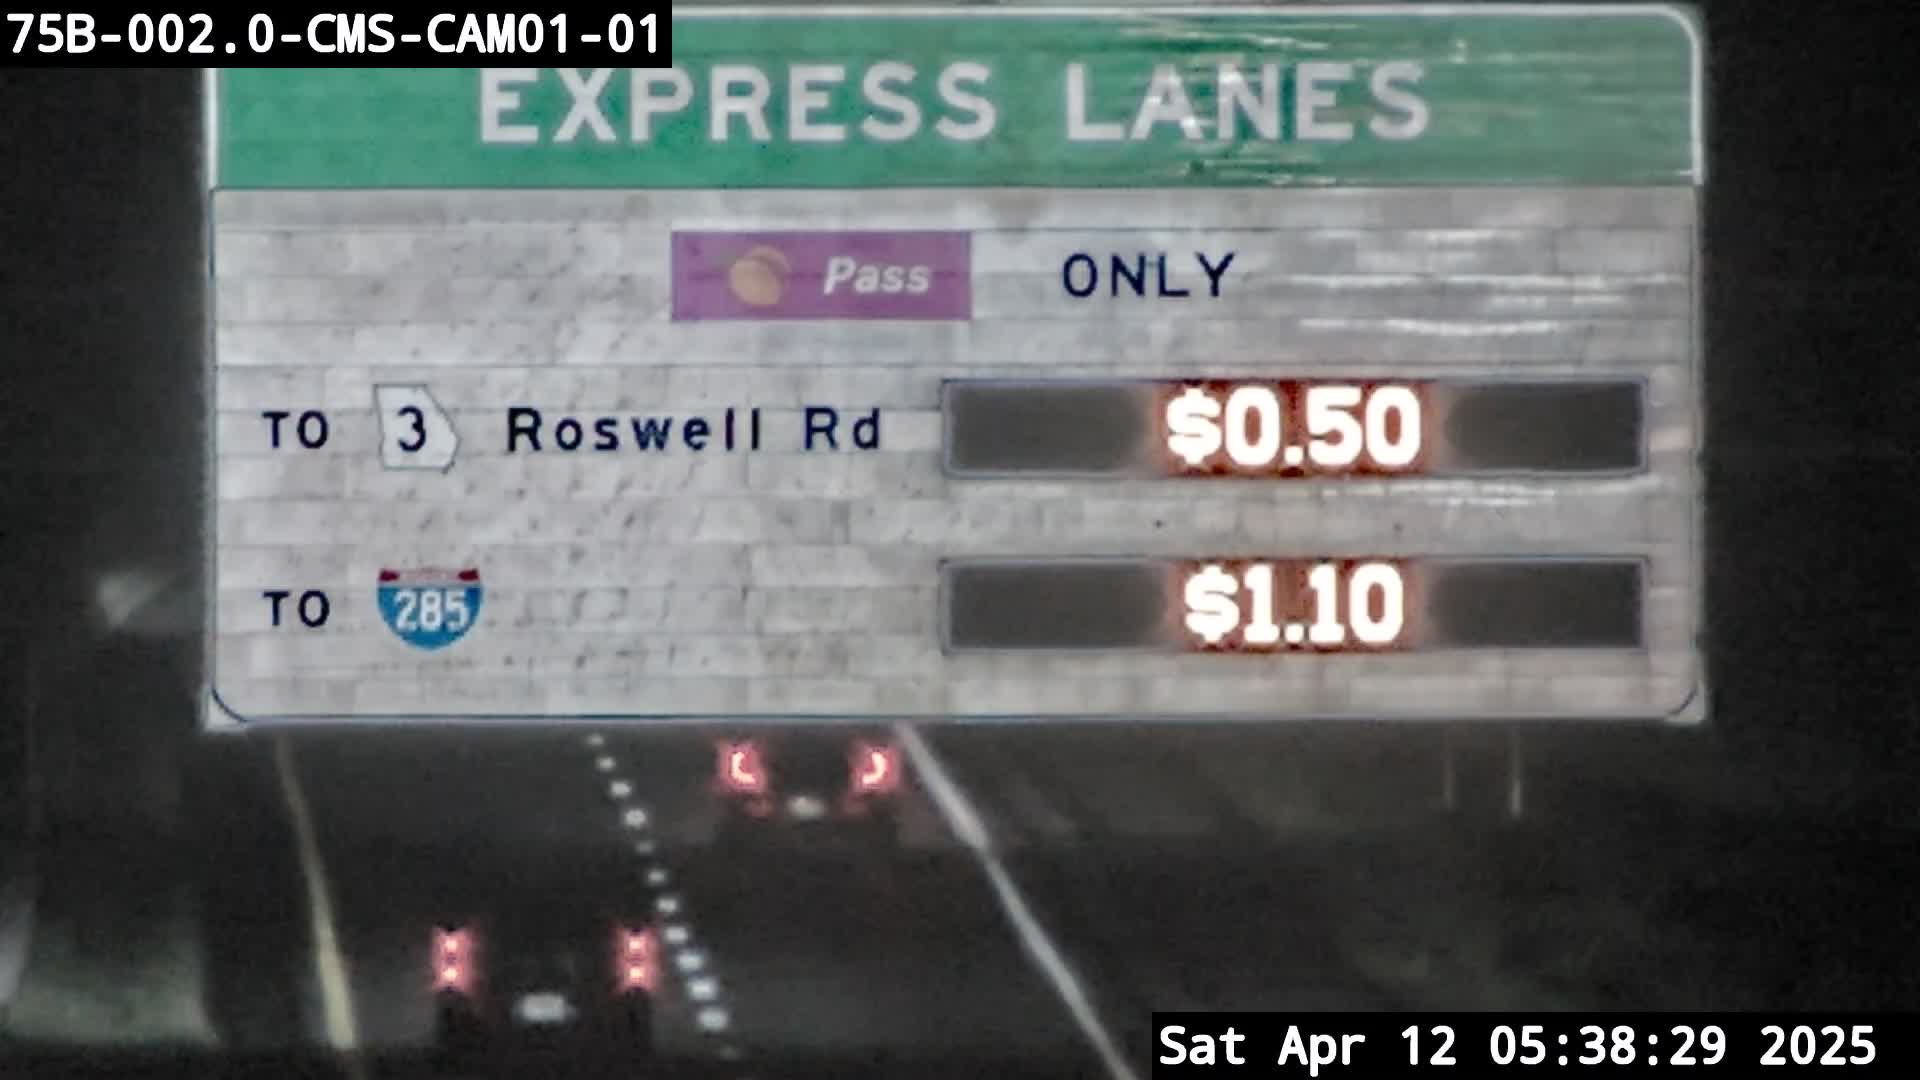 75B-002.0-CMS-CAM01-01
EXPRESS LANES
Pass ONLY
TO 3 Roswell Rd $0.50
TO 285 $1.10
Sat Apr 12 05:38:29 2025